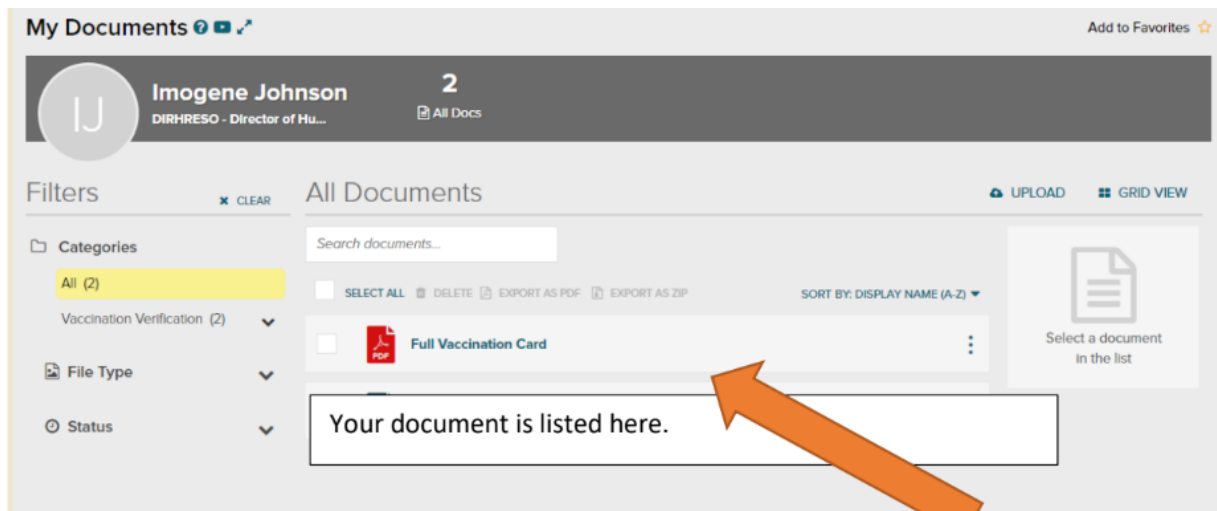 My Documents
Add to Favorites
IJ
Imogene Johnson
DIRHRESO - Director of Hu...
2
All Docs
Filters
CLEAR
All Documents
UPLOAD
GRID VIEW
Categories
All (2)
Vaccination Verification (2)
File Type
Status
Search documents...
SELECT ALL DELETE EXPORT AS PDF EXPORT AS ZIP
SORT BY: DISPLAY NAME (A-Z)
PDF
Full Vaccination Card
Select a document
in the list
Your document is listed here.